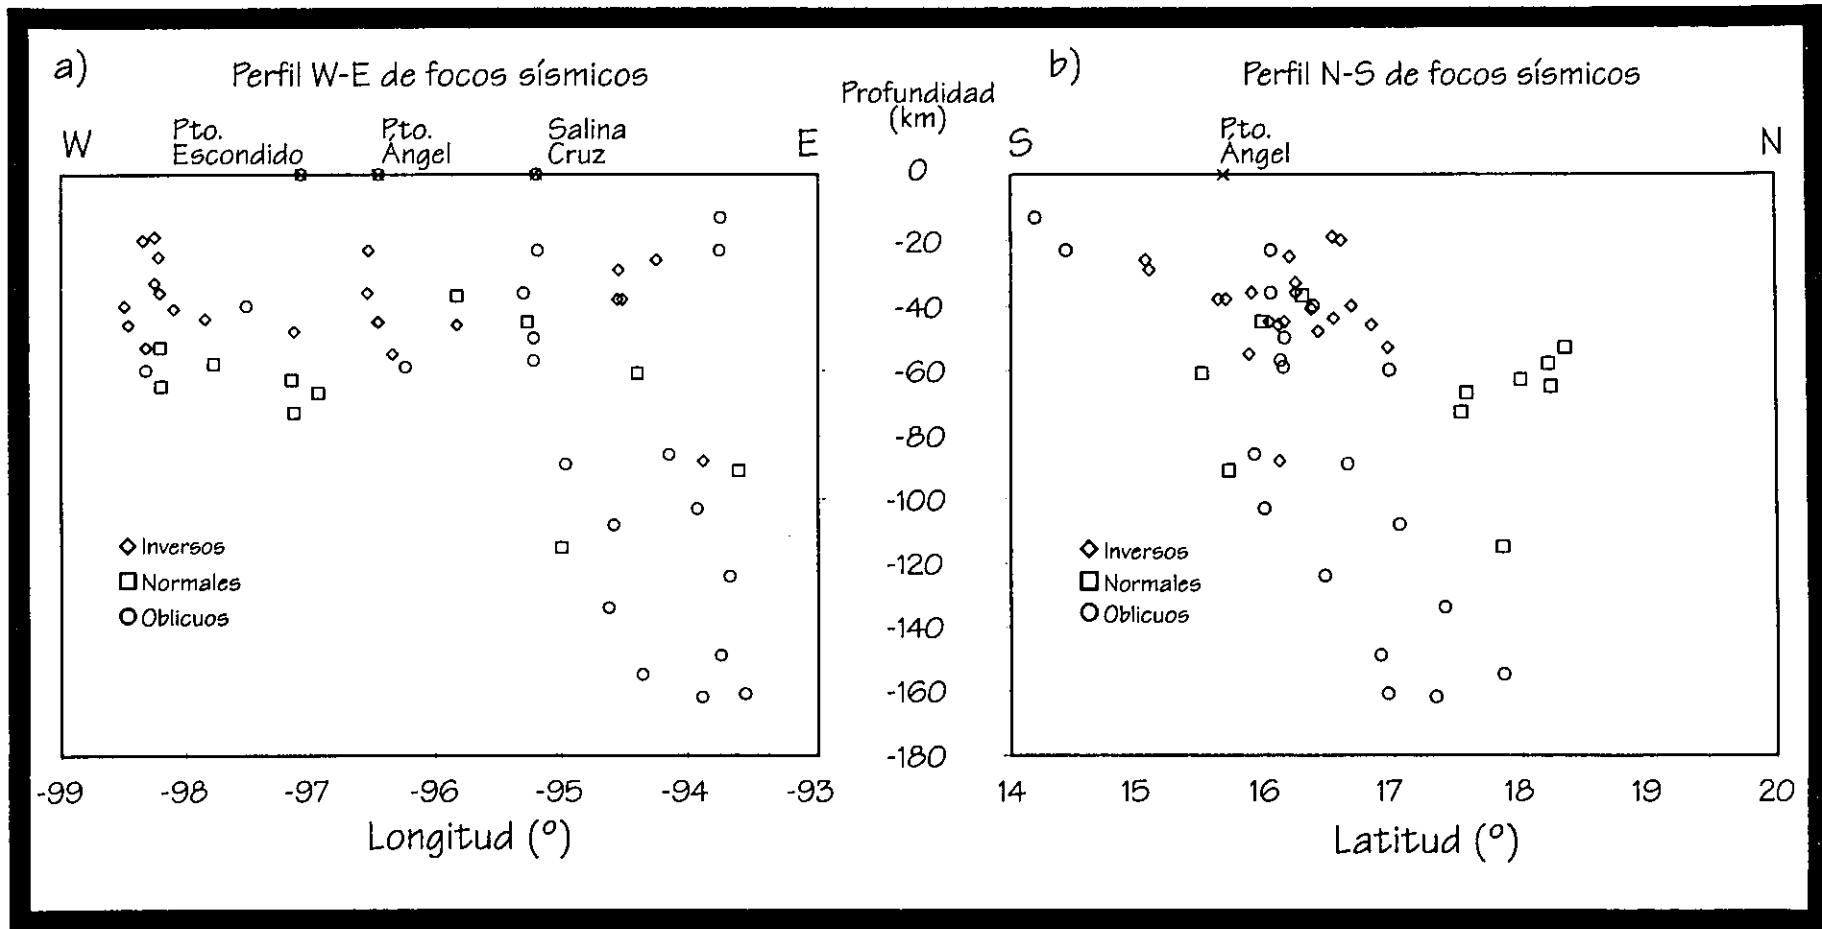 a)
Perfil W-E de focos sísmicos
W
Pto.
Escondido
Pto.
Ángel
Salina
Cruz
E
Inversos
Normales
Oblicuos
-99
-98
-97
-96
-95
-94
-93
Longitud (º)
Profundidad
(km)
0
-20
-40
-60
-80
-100
-120
-140
-160
-180
b)
Perfil N-S de focos sísmicos
S
Pto.
Ángel
N
Inversos
Normales
Oblicuos
14
15
16
17
18
19
20
Latitud (º)